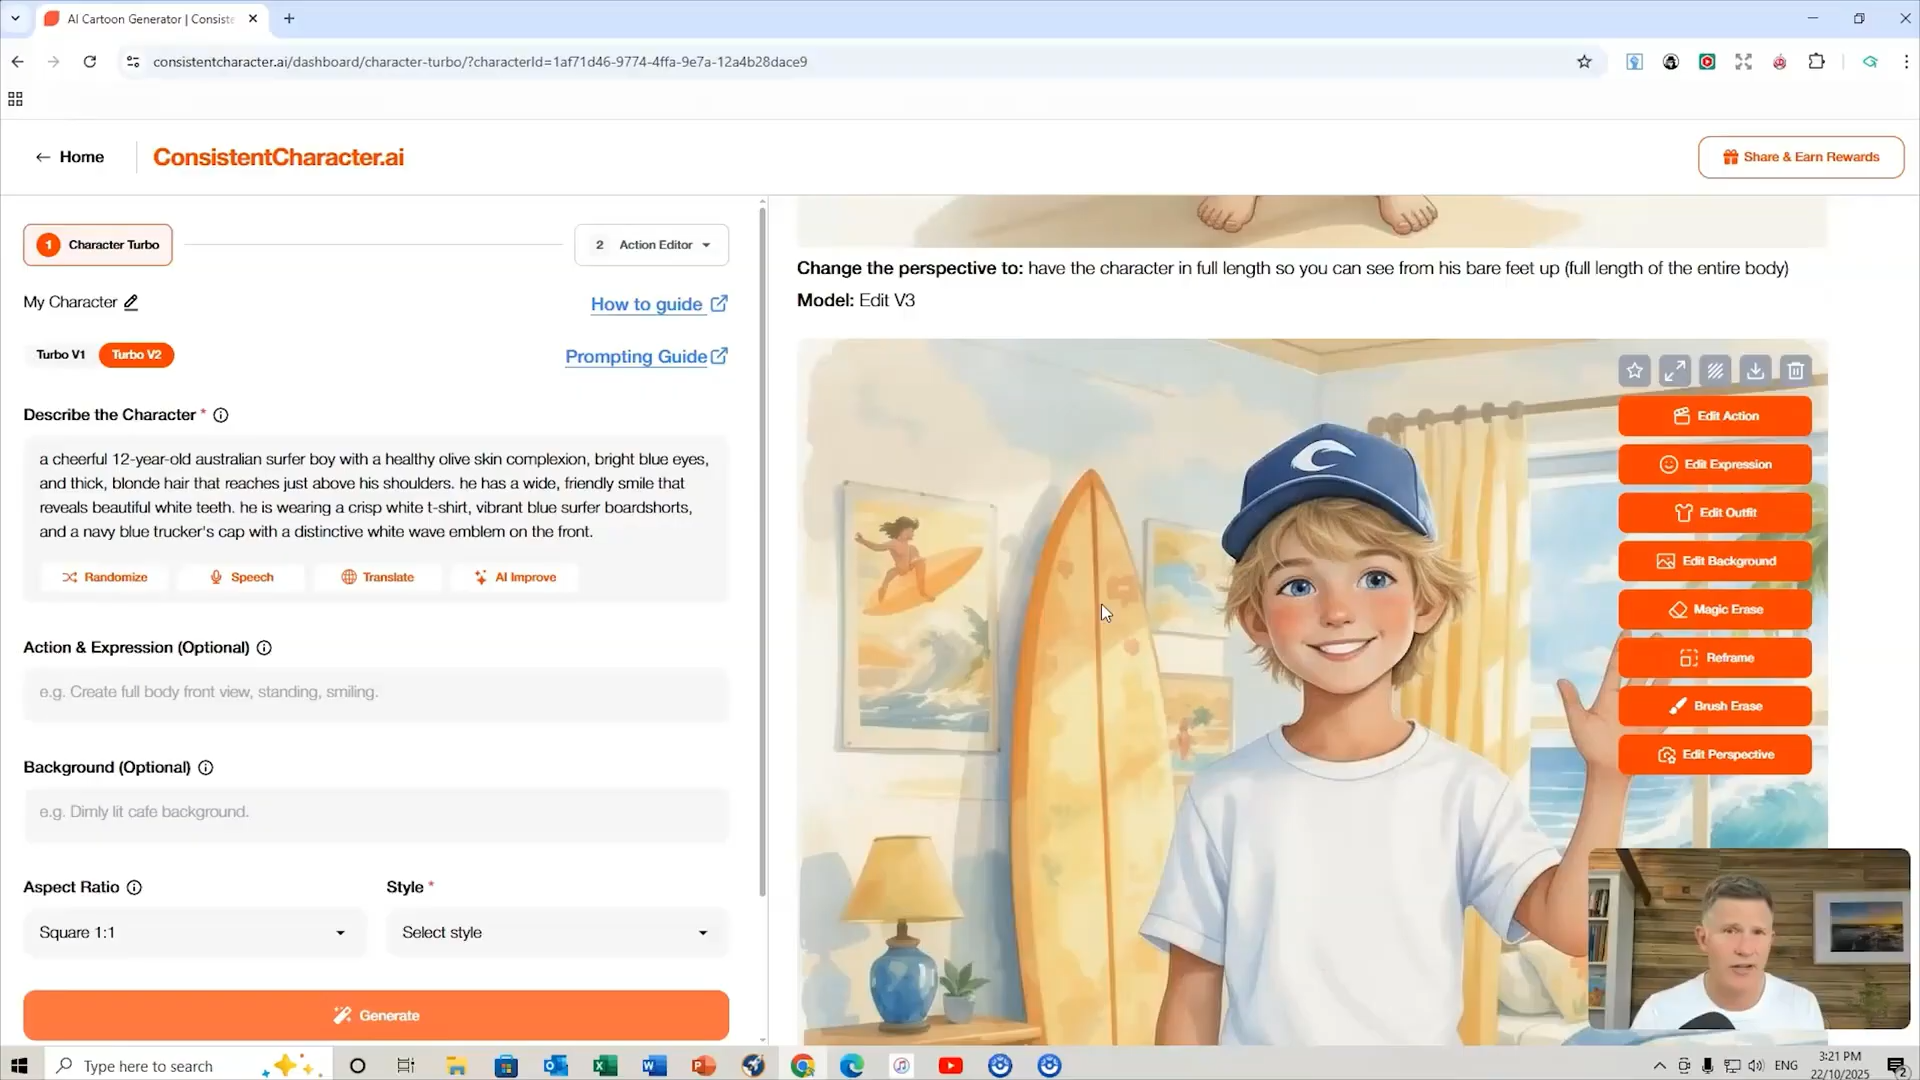 AI Cartoon Generator | Consiste
consistentcharacter.ai/dashboard/character-turbo/?characterId=1af71d46-9774-4ffa-9e7a-12a4b28dace9
Home
ConsistentCharacter.ai
Share & Earn Rewards
1 Character Turbo
2 Action Editor
My Character
How to guide
Turbo V1
Turbo V2
Prompting Guide
Describe the Character *
a cheerful 12-year-old australian surfer boy with a healthy olive skin complexion, bright blue eyes,
and thick, blonde hair that reaches just above his shoulders. he has a wide, friendly smile that
reveals beautiful white teeth. he is wearing a crisp white t-shirt, vibrant blue surfer boardshorts,
and a navy blue trucker's cap with a distinctive white wave emblem on the front.
Randomize
Speech
Translate
AI Improve
Action & Expression (Optional)
e.g. Create full body front view, standing, smiling.
Background (Optional)
e.g. Dimly lit cafe background.
Aspect Ratio
Style *
Square 1:1
Select style
Generate
Change the perspective to: have the character in full length so you can see from his bare feet up (full length of the entire body)
Model: Edit V3
Edit Action
Edit Expression
Edit Outfit
Edit Background
Magic Erase
Reframe
Brush Erase
Edit Perspective
Type here to search
ENG
3:21 PM
22/10/2025
2